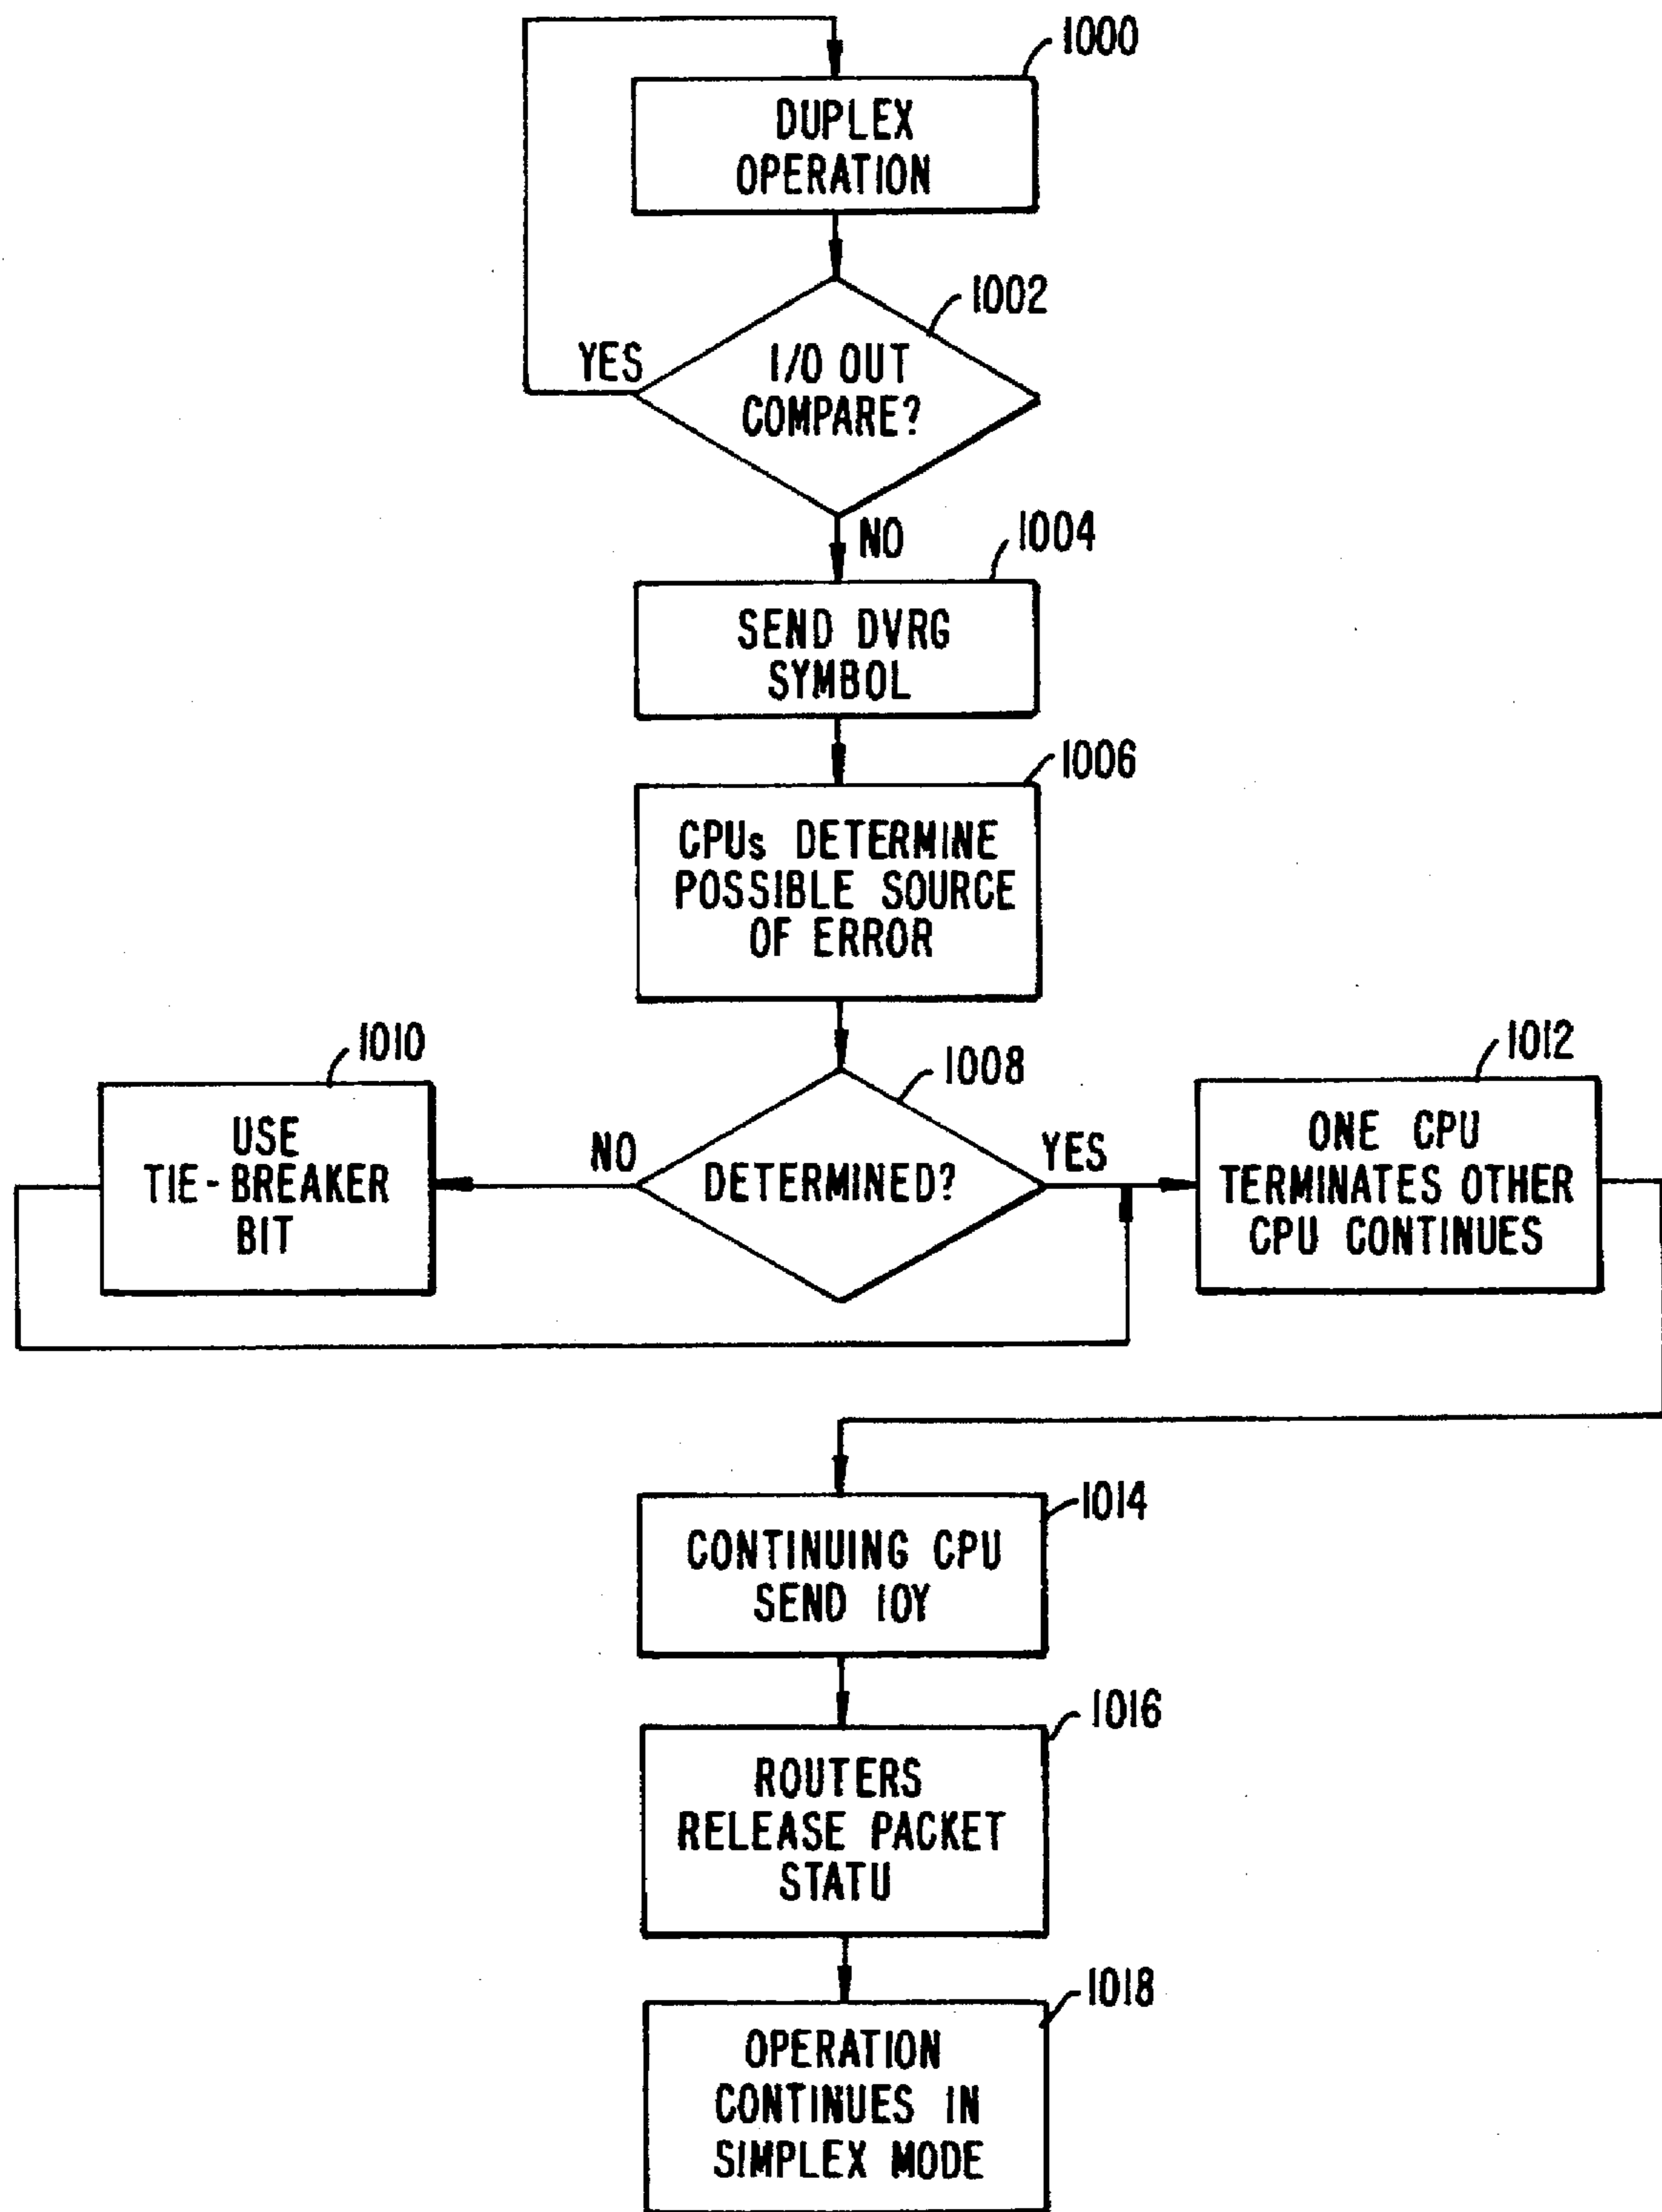 1000
DUPLEX
OPERATION
1002
YES
I/O OUT
COMPARE?
NO
1004
SEND DVRG
SYMBOL
1006
CPUs DETERMINE
POSSIBLE SOURCE
OF ERROR
1010
USE
TIE-BREAKER
BIT
1008
NO
DETERMINED?
YES
1012
ONE CPU
TERMINATES OTHER
CPU CONTINUES
1014
CONTINUING CPU
SEND IOY
1016
ROUTERS
RELEASE PACKET
STATU
1018
OPERATION
CONTINUES IN
SIMPLEX MODE